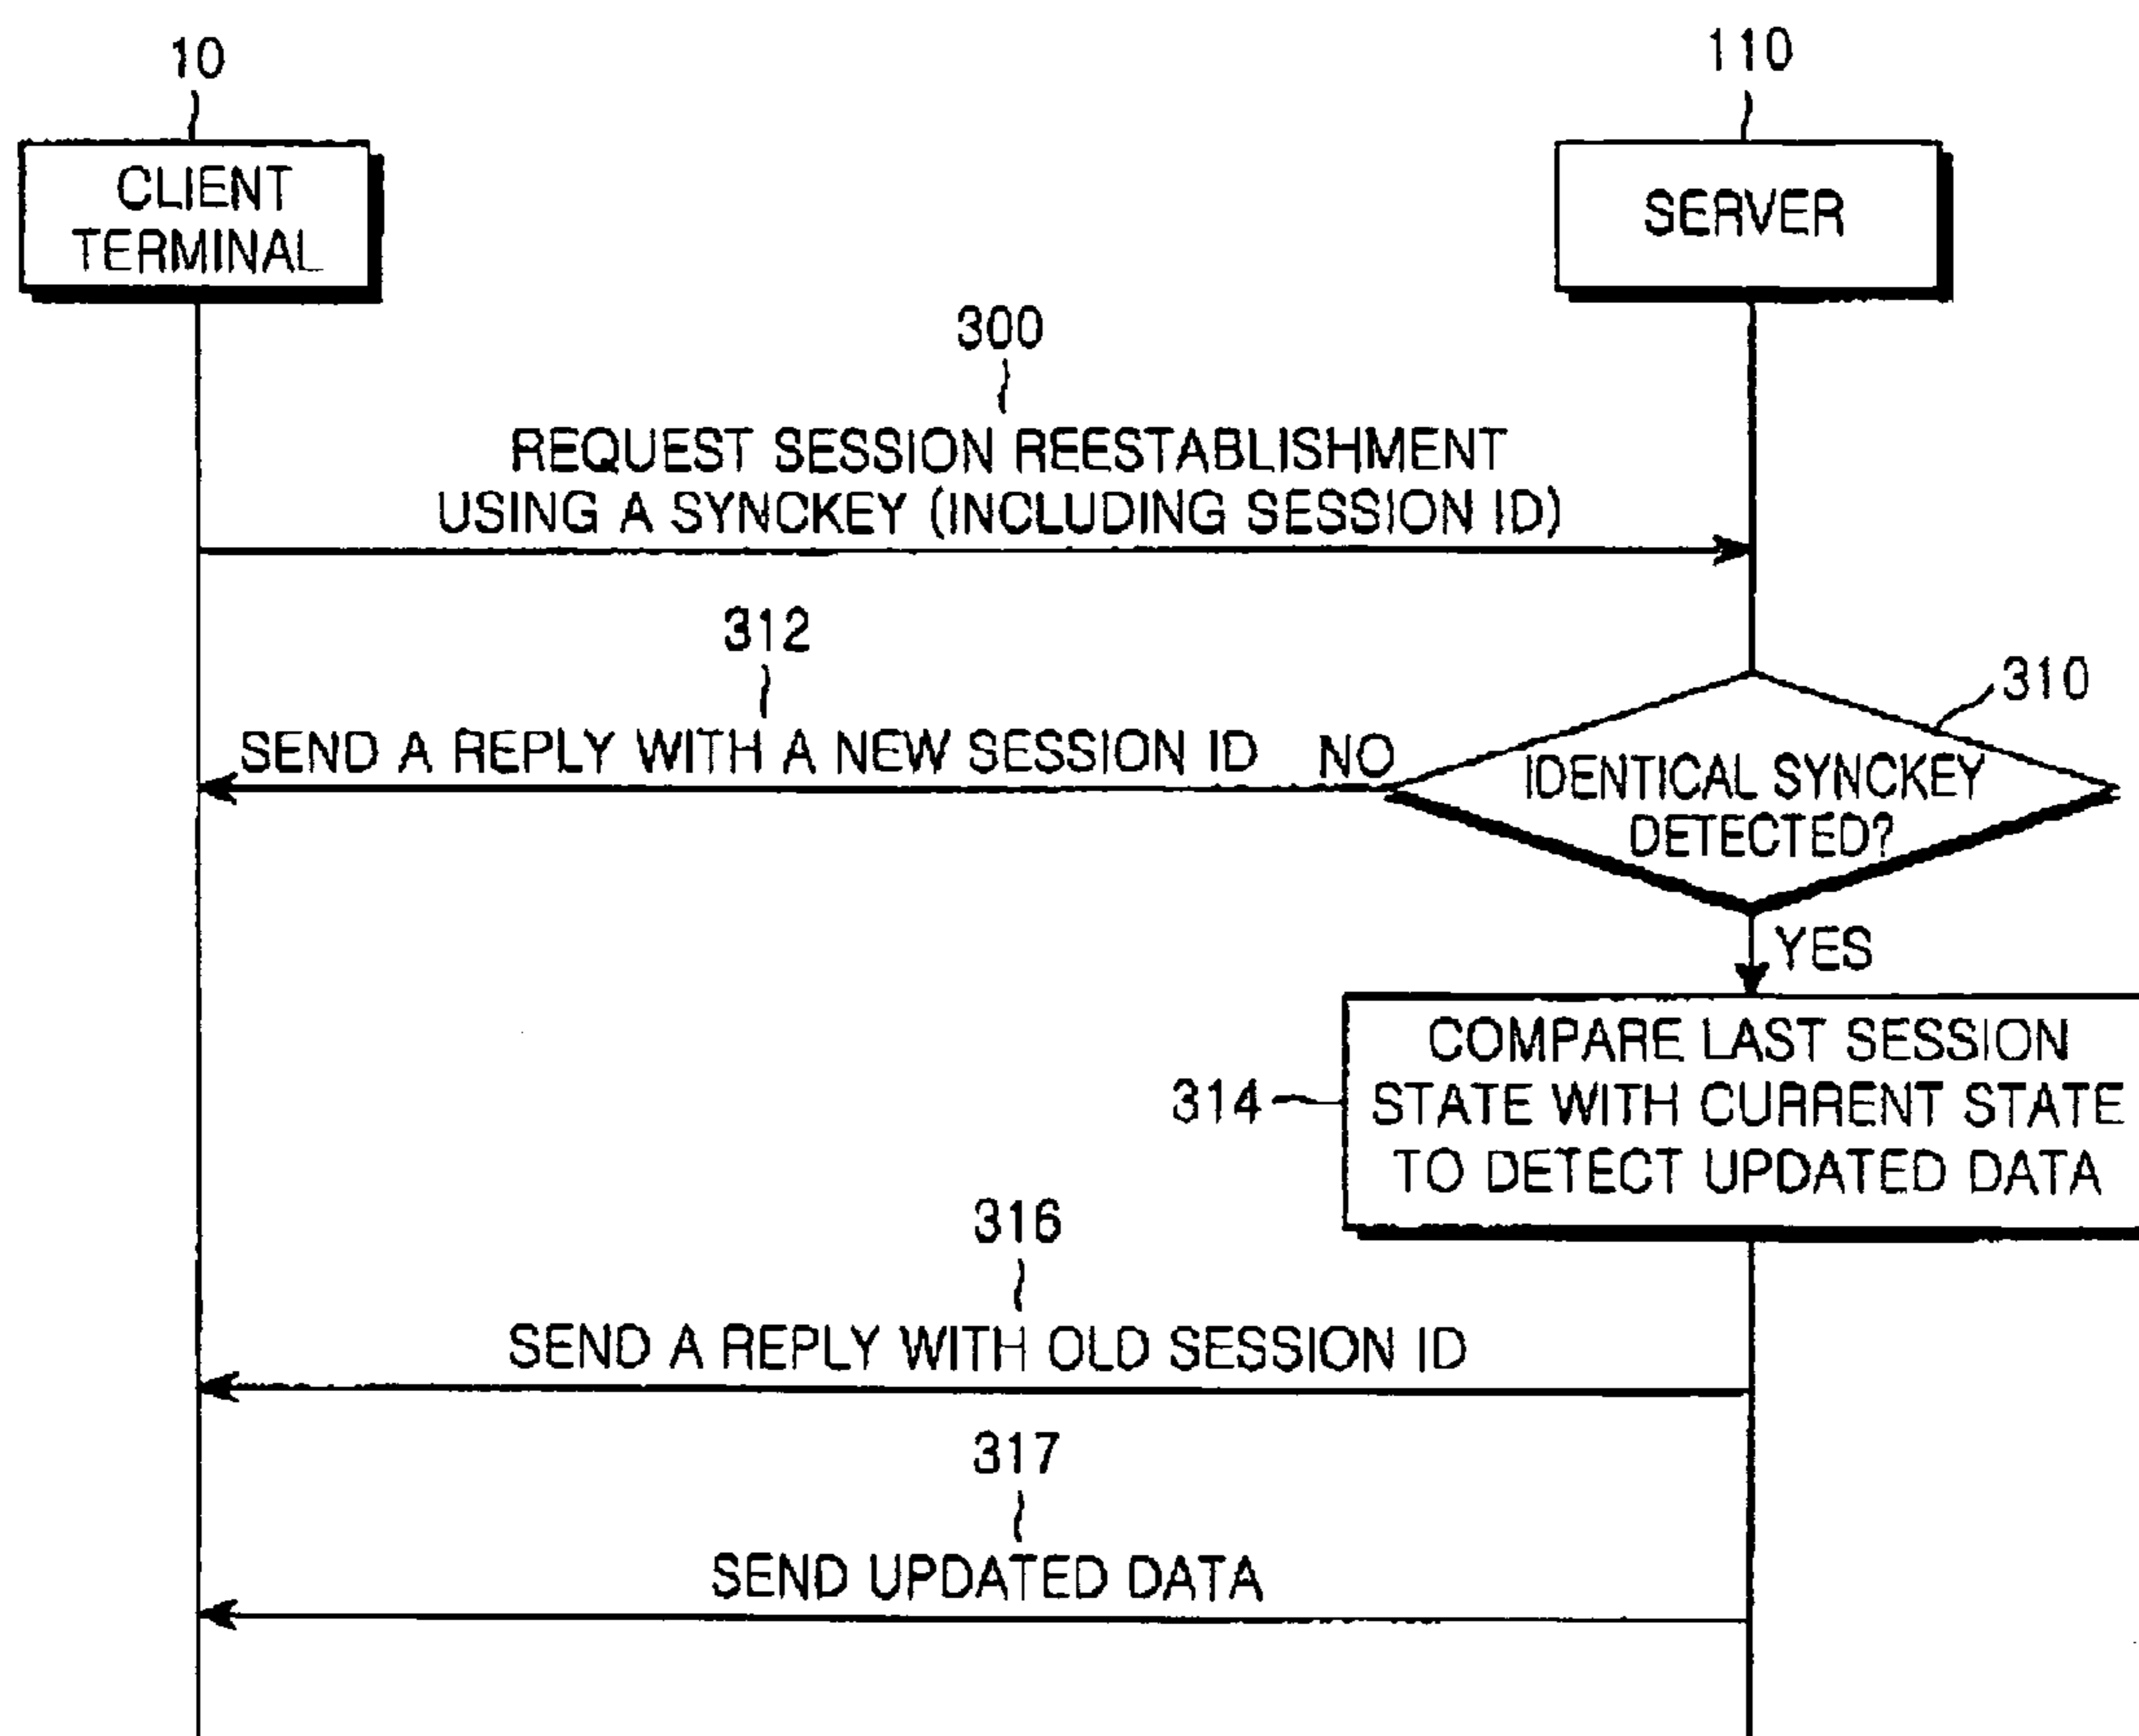 10
110
CLIENT
TERMINAL
SERVER
300
REQUEST SESSION REESTABLISHMENT
USING A SYNCKEY (INCLUDING SESSION ID)
312
310
SEND A REPLY WITH A NEW SESSION ID
NO
IDENTICAL SYNCKEY
DETECTED?
YES
314
COMPARE LAST SESSION
STATE WITH CURRENT STATE
TO DETECT UPDATED DATA
316
SEND A REPLY WITH OLD SESSION ID
317
SEND UPDATED DATA